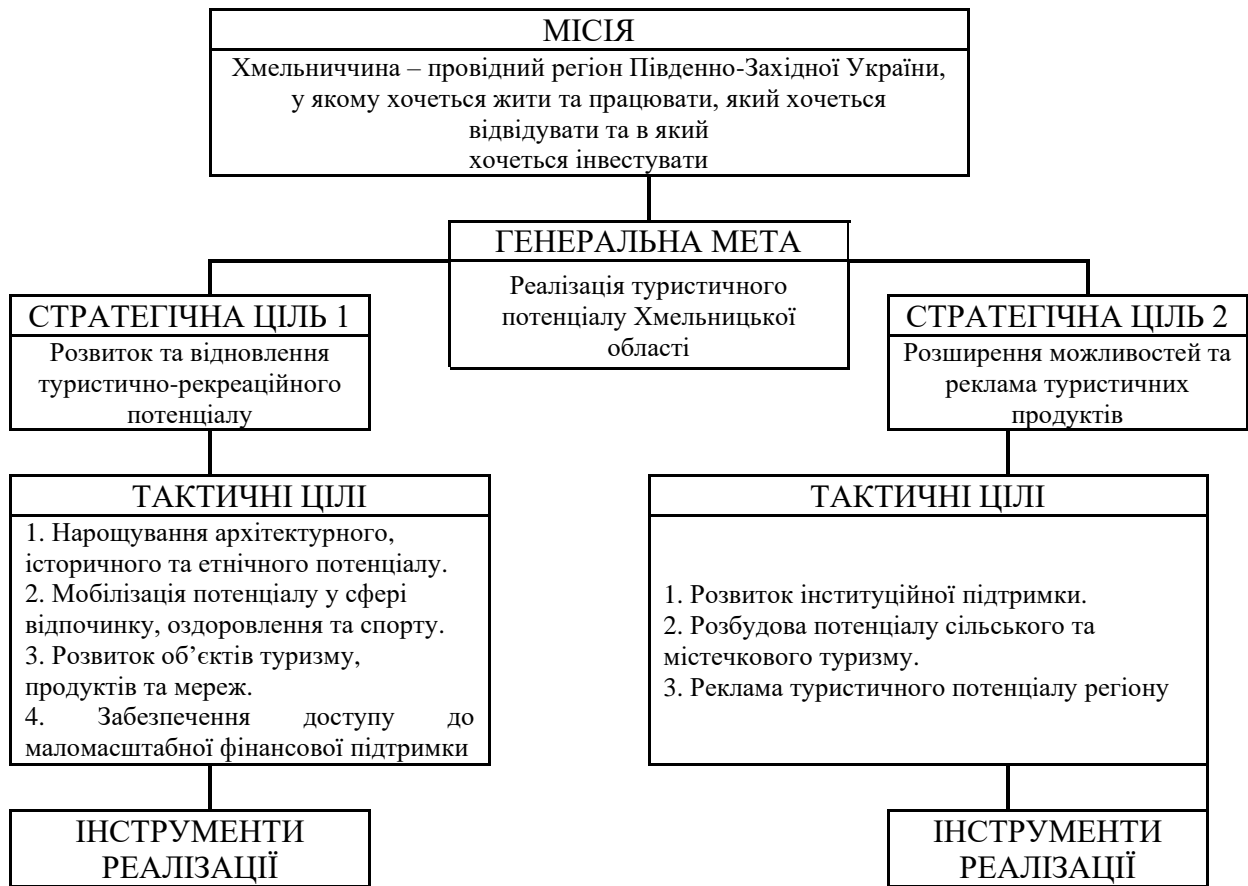 МІСІЯ
Хмельниччина – провідний регіон Південно-Західної України,
у якому хочеться жити та працювати, який хочеться
відвідувати та в який
хочеться інвестувати
ГЕНЕРАЛЬНА МЕТА
Реалізація туристичного
потенціалу Хмельницької
області
СТРАТЕГІЧНА ЦІЛЬ 1
Розвиток та відновлення
туристично-рекреаційного
потенціалу
СТРАТЕГІЧНА ЦІЛЬ 2
Розширення можливостей та
реклама туристичних
продуктів
ТАКТИЧНІ ЦІЛІ
1. Нарощування архітектурного,
історичного та етнічного потенціалу.
2. Мобілізація потенціалу у сфері
відпочинку, оздоровлення та спорту.
3. Розвиток об’єктів туризму,
продуктів та мереж.
4. Забезпечення доступу до
маломасштабної фінансової підтримки
ТАКТИЧНІ ЦІЛІ
1. Розвиток інституційної підтримки.
2. Розбудова потенціалу сільського та
містечкового туризму.
3. Реклама туристичного потенціалу регіону
ІНСТРУМЕНТИ
РЕАЛІЗАЦІЇ
ІНСТРУМЕНТИ
РЕАЛІЗАЦІЇ